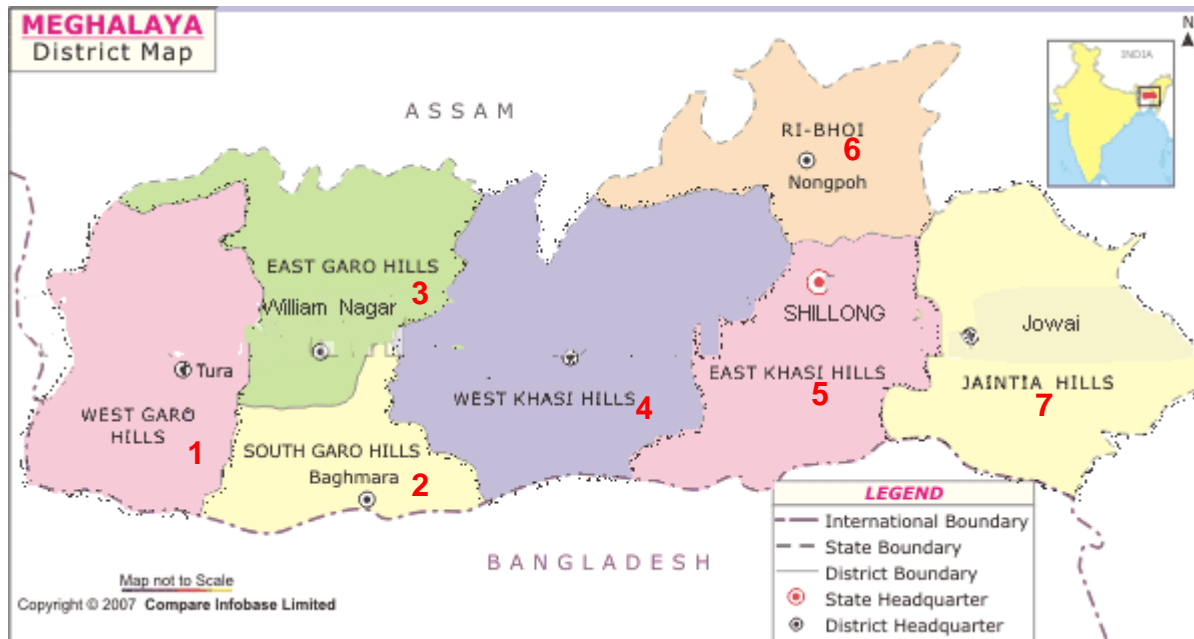 MEGHALAYA
District Map
N
INDIA
ASSAM
RI-BHOI
6
Nongpoh
EAST GARO HILLS
3
William Nagar
SHILLONG
Jowai
Tura
EAST KHASI HILLS
5
JAINTIA HILLS
7
WEST KHASI HILLS
4
WEST GARO
HILLS
1
SOUTH GARO HILLS
Baghmara
2
BANGLADESH
LEGEND
International Boundary
State Boundary
District Boundary
State Headquarter
District Headquarter
Map not to Scale
Copyright © 2007 Compare Infobase Limited